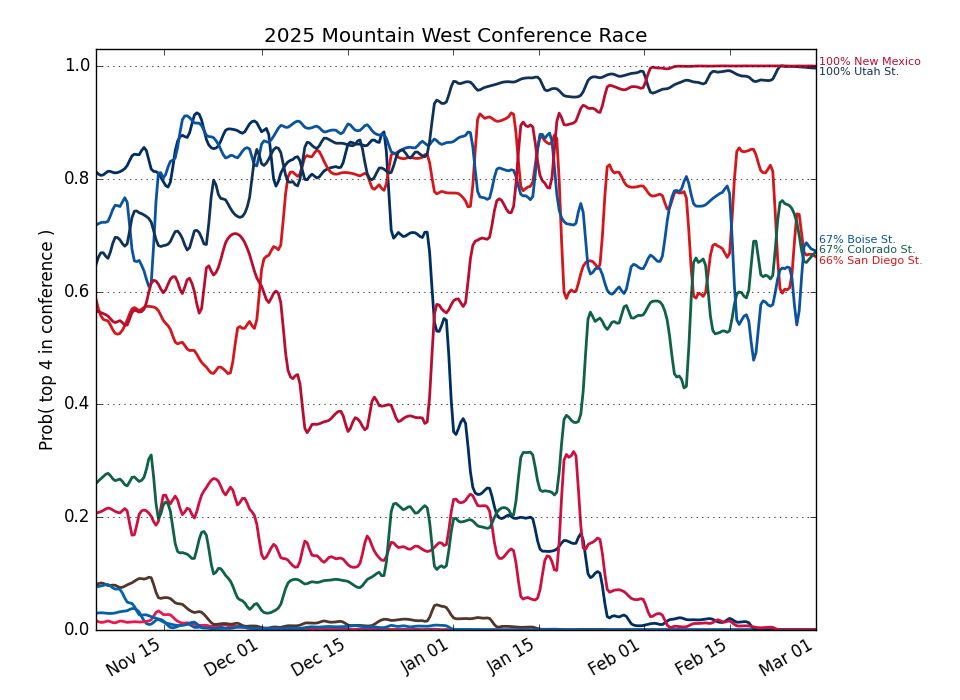 2025 Mountain West Conference Race
1.0
0.8
0.6
0.4
0.2
0.0
Prob( top 4 in conference )
100% New Mexico
100% Utah St.
67% Boise St.
67% Colorado St.
66% San Diego St.
Nov 15
Dec 01
Dec 15
Jan 01
Jan 15
Feb 01
Feb 15
Mar 01